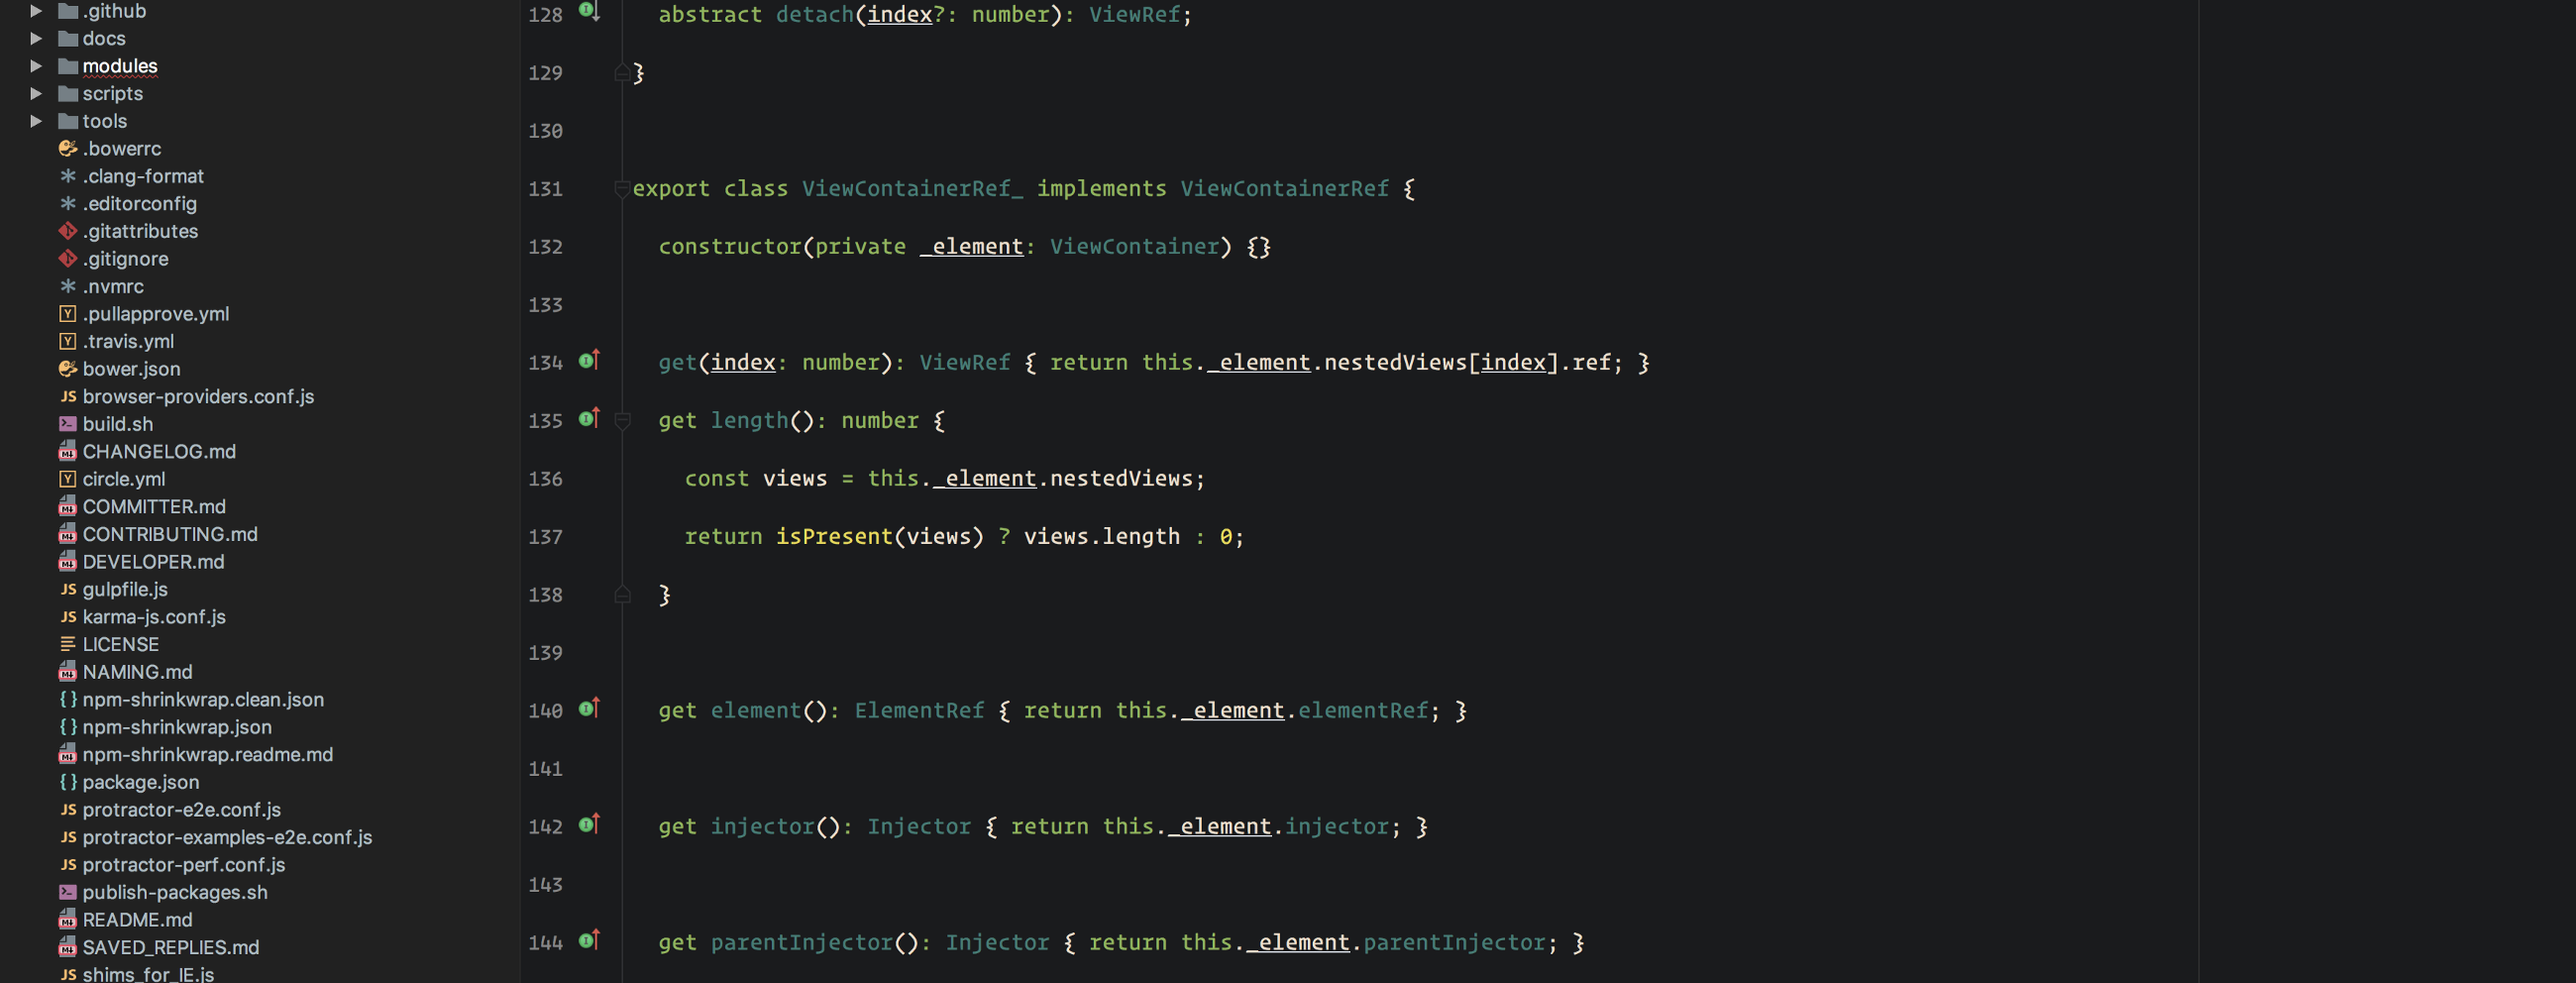 .github
docs
modules
scripts
tools
.bowerrc
.clang-format
.editorconfig
.gitattributes
.gitignore
.nvmrc
.pullapprove.yml
.travis.yml
bower.json
browser-providers.conf.js
build.sh
CHANGELOG.md
circle.yml
COMMITTER.md
CONTRIBUTING.md
DEVELOPER.md
gulpfile.js
karma-js.conf.js
LICENSE
NAMING.md
npm-shrinkwrap.clean.json
npm-shrinkwrap.json
npm-shrinkwrap.readme.md
package.json
protractor-e2e.conf.js
protractor-examples-e2e.conf.js
protractor-perf.conf.js
publish-packages.sh
README.md
SAVED_REPLIES.md
shims_for_IE.js
128 abstract detach(index?: number): ViewRef;
129 }
130
131 export class ViewContainerRef_ implements ViewContainerRef {
132 constructor(private _element: ViewContainer) {}
133
134 get(index: number): ViewRef { return this._element.nestedViews[index].ref; }
135 get length(): number {
136 const views = this._element.nestedViews;
137 return isPresent(views) ? views.length : 0;
138 }
139
140 get element(): ElementRef { return this._element.elementRef; }
141
142 get injector(): Injector { return this._element.injector; }
143
144 get parentInjector(): Injector { return this._element.parentInjector; }